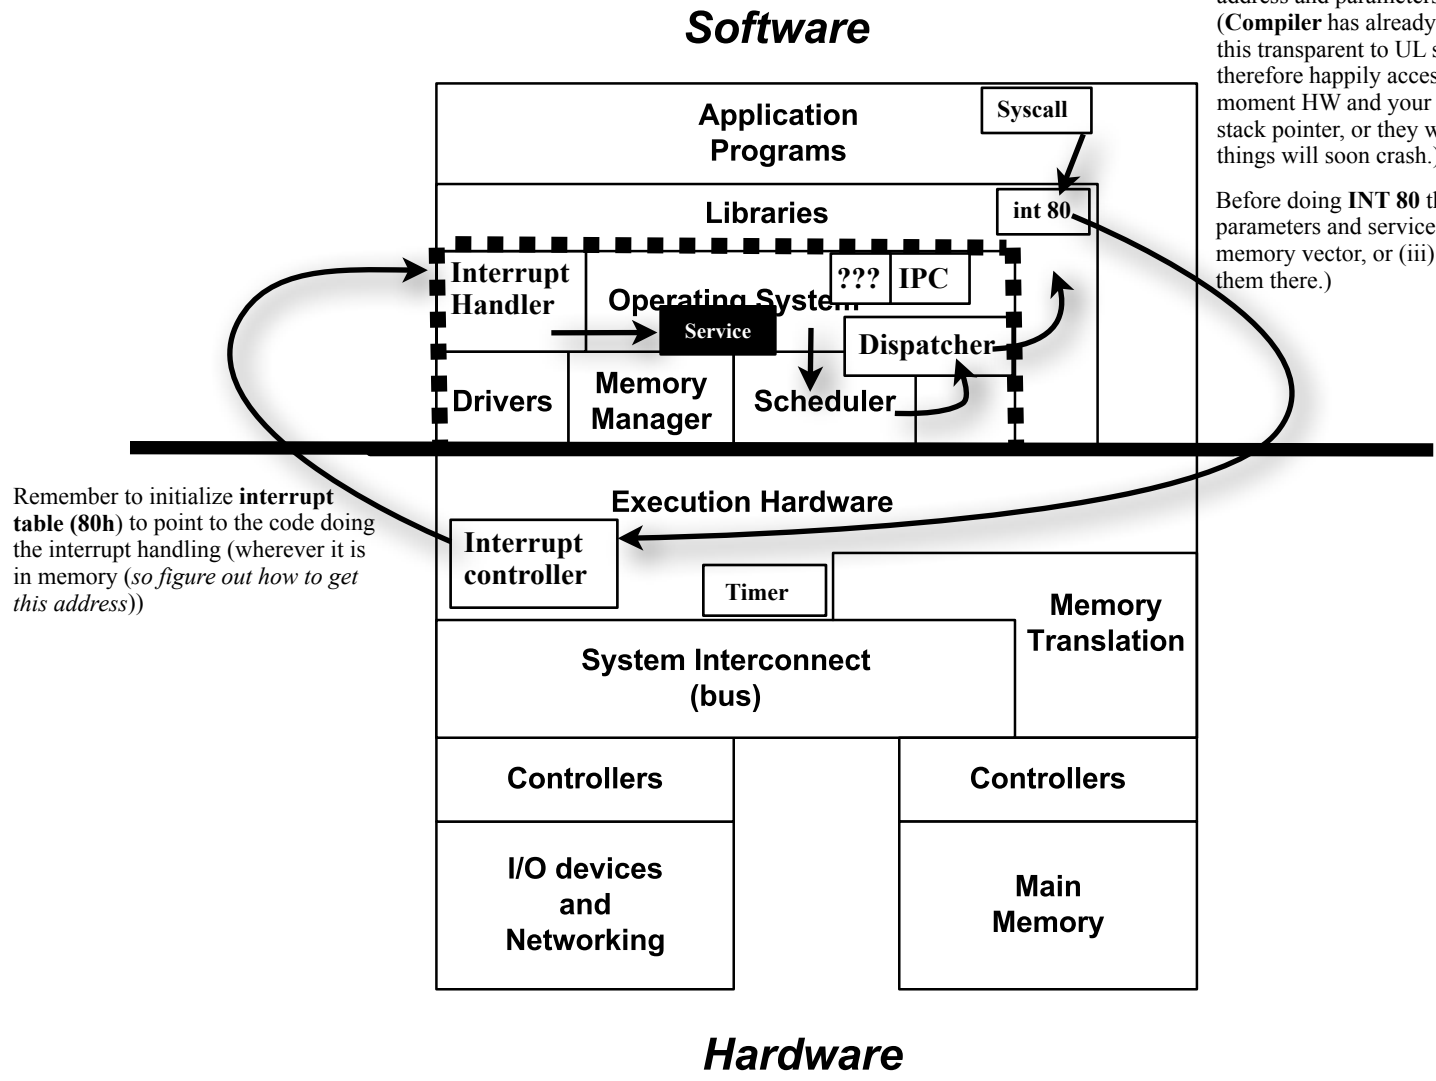 Software
address and parameters
(Compiler has already
this transparent to UL s
therefore happily acces
moment HW and your
stack pointer, or they w
things will soon crash.)
Before doing INT 80 th
parameters and service
memory vector, or (iii)
them there.)
Application
Programs
Syscall
Libraries
int 80
Interrupt
Handler
Operating System
???
IPC
Service
Dispatcher
Drivers
Memory
Manager
Scheduler
Remember to initialize interrupt
table (80h) to point to the code doing
the interrupt handling (wherever it is
in memory (so figure out how to get
this address))
Execution Hardware
Interrupt
controller
Timer
Memory
Translation
System Interconnect
(bus)
Controllers
Controllers
I/O devices
and
Networking
Main
Memory
Hardware